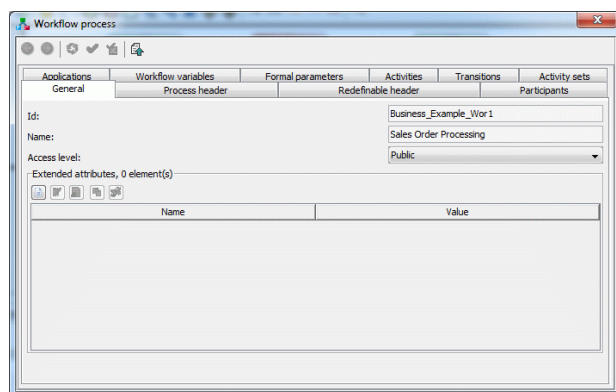 Workflow process
Applications Workflow variables Formal parameters Activities Transitions Activity sets
General Process header Redefinable header Participants
Id: Business_Example_Wor1
Name: Sales Order Processing
Access level: Public
Extended attributes, 0 element(s)
Name Value